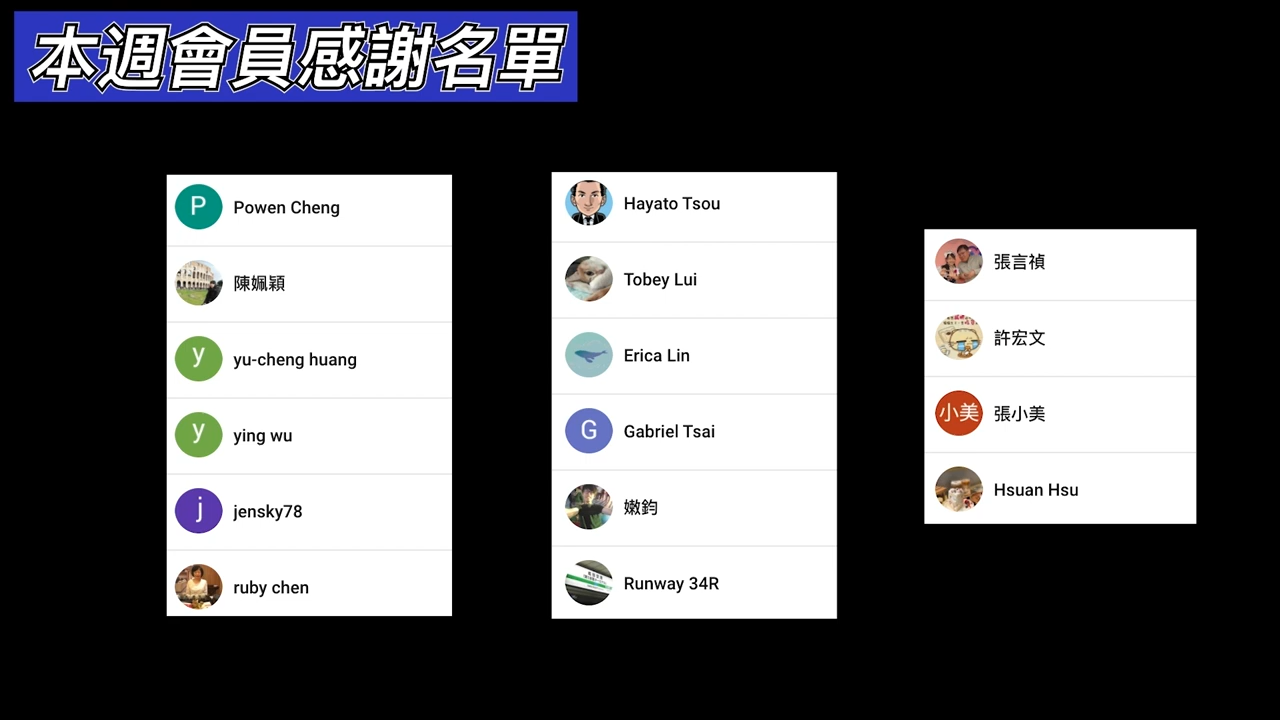 本週會員感謝名單
P
Powen Cheng
陳姵穎
y
yu-cheng huang
y
ying wu
j
jensky78
ruby chen
Hayato Tsou
Tobey Lui
Erica Lin
G
Gabriel Tsai
嫩鈞
Runway 34R
張言禎
許宏文
小美
張小美
Hsuan Hsu